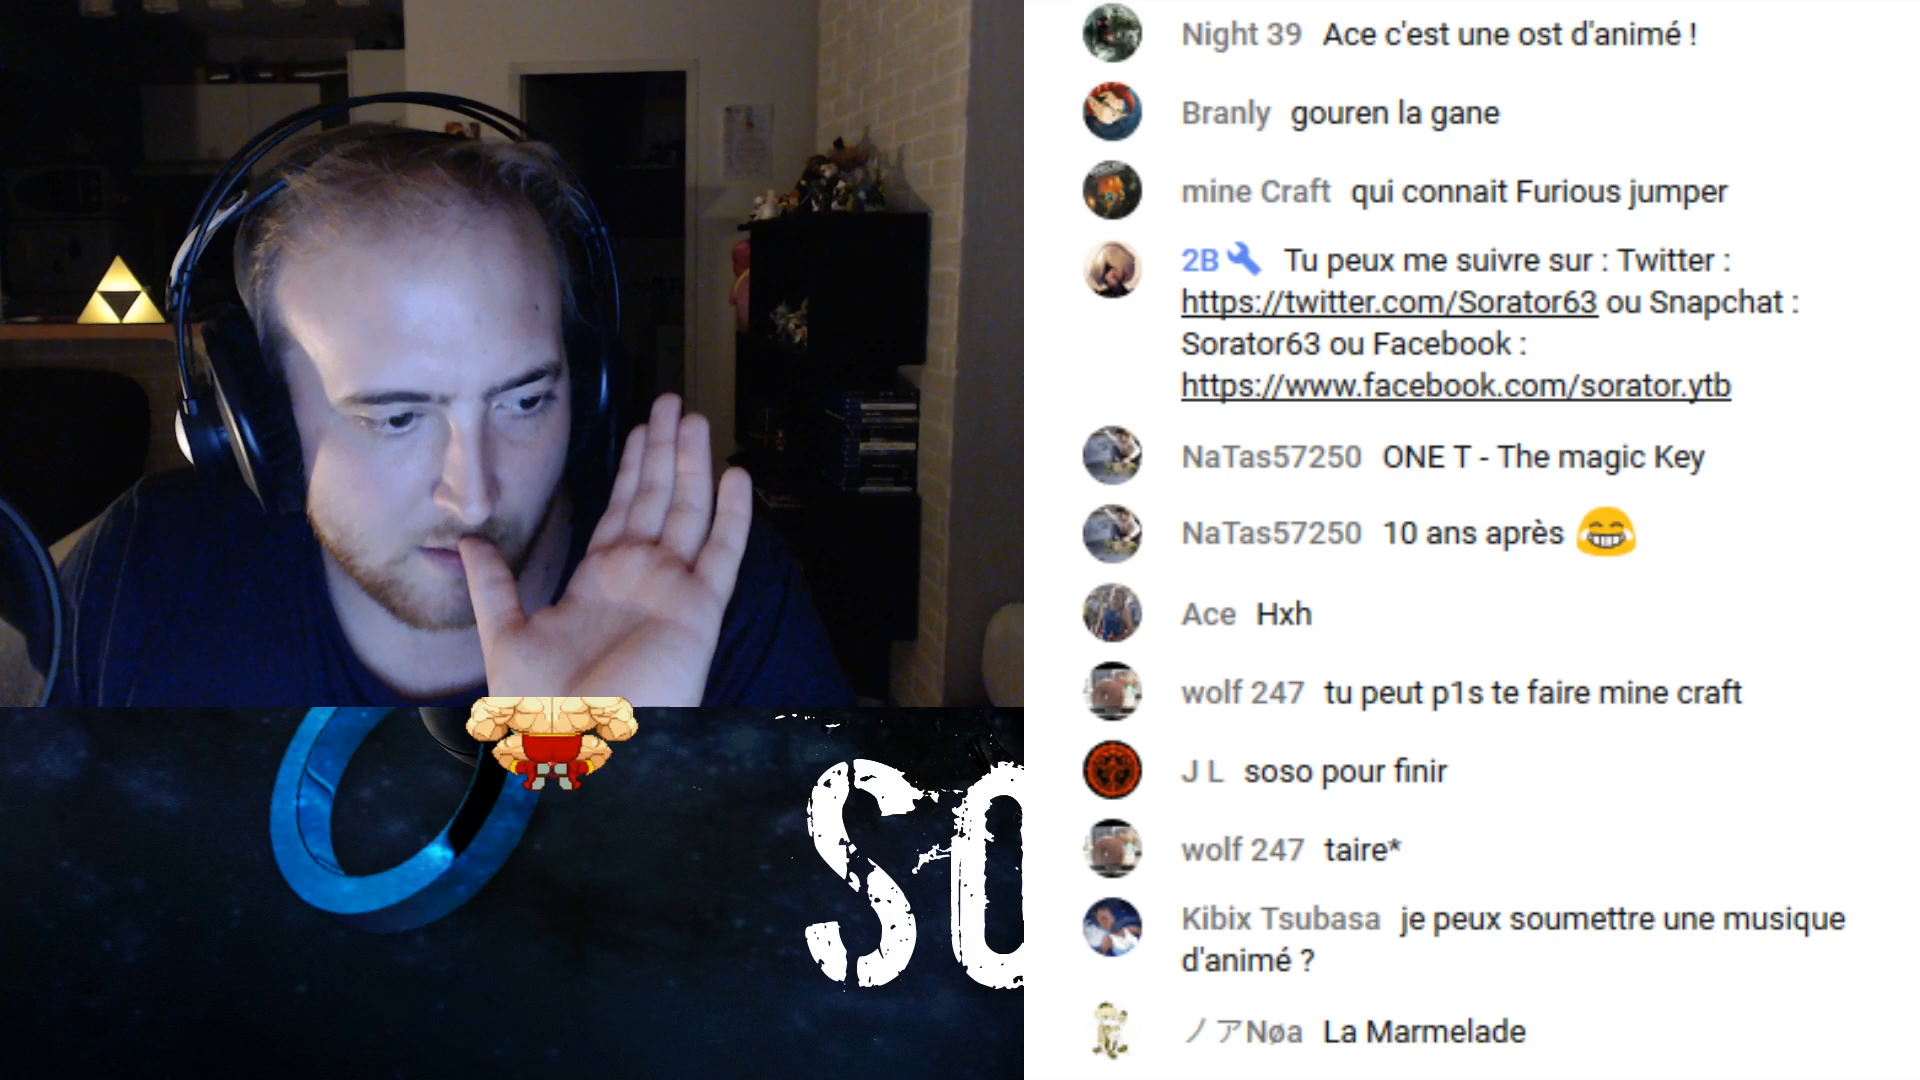 Night 39 Ace c'est une ost d'animé !
Branly gouren la gane
mine Craft qui connait Furious jumper
2B Tu peux me suivre sur : Twitter :
https://twitter.com/Sorator63 ou Snapchat :
Sorator63 ou Facebook :
https://www.facebook.com/sorator.ytb
NaTas57250 ONE T - The magic Key
NaTas57250 10 ans après 😂
Ace Hxh
wolf 247 tu peut p1s te faire mine craft
J L soso pour finir
wolf 247 taire*
Kibix Tsubasa je peux soumettre une musique
d'animé ?
ノアNøa La Marmelade
SO